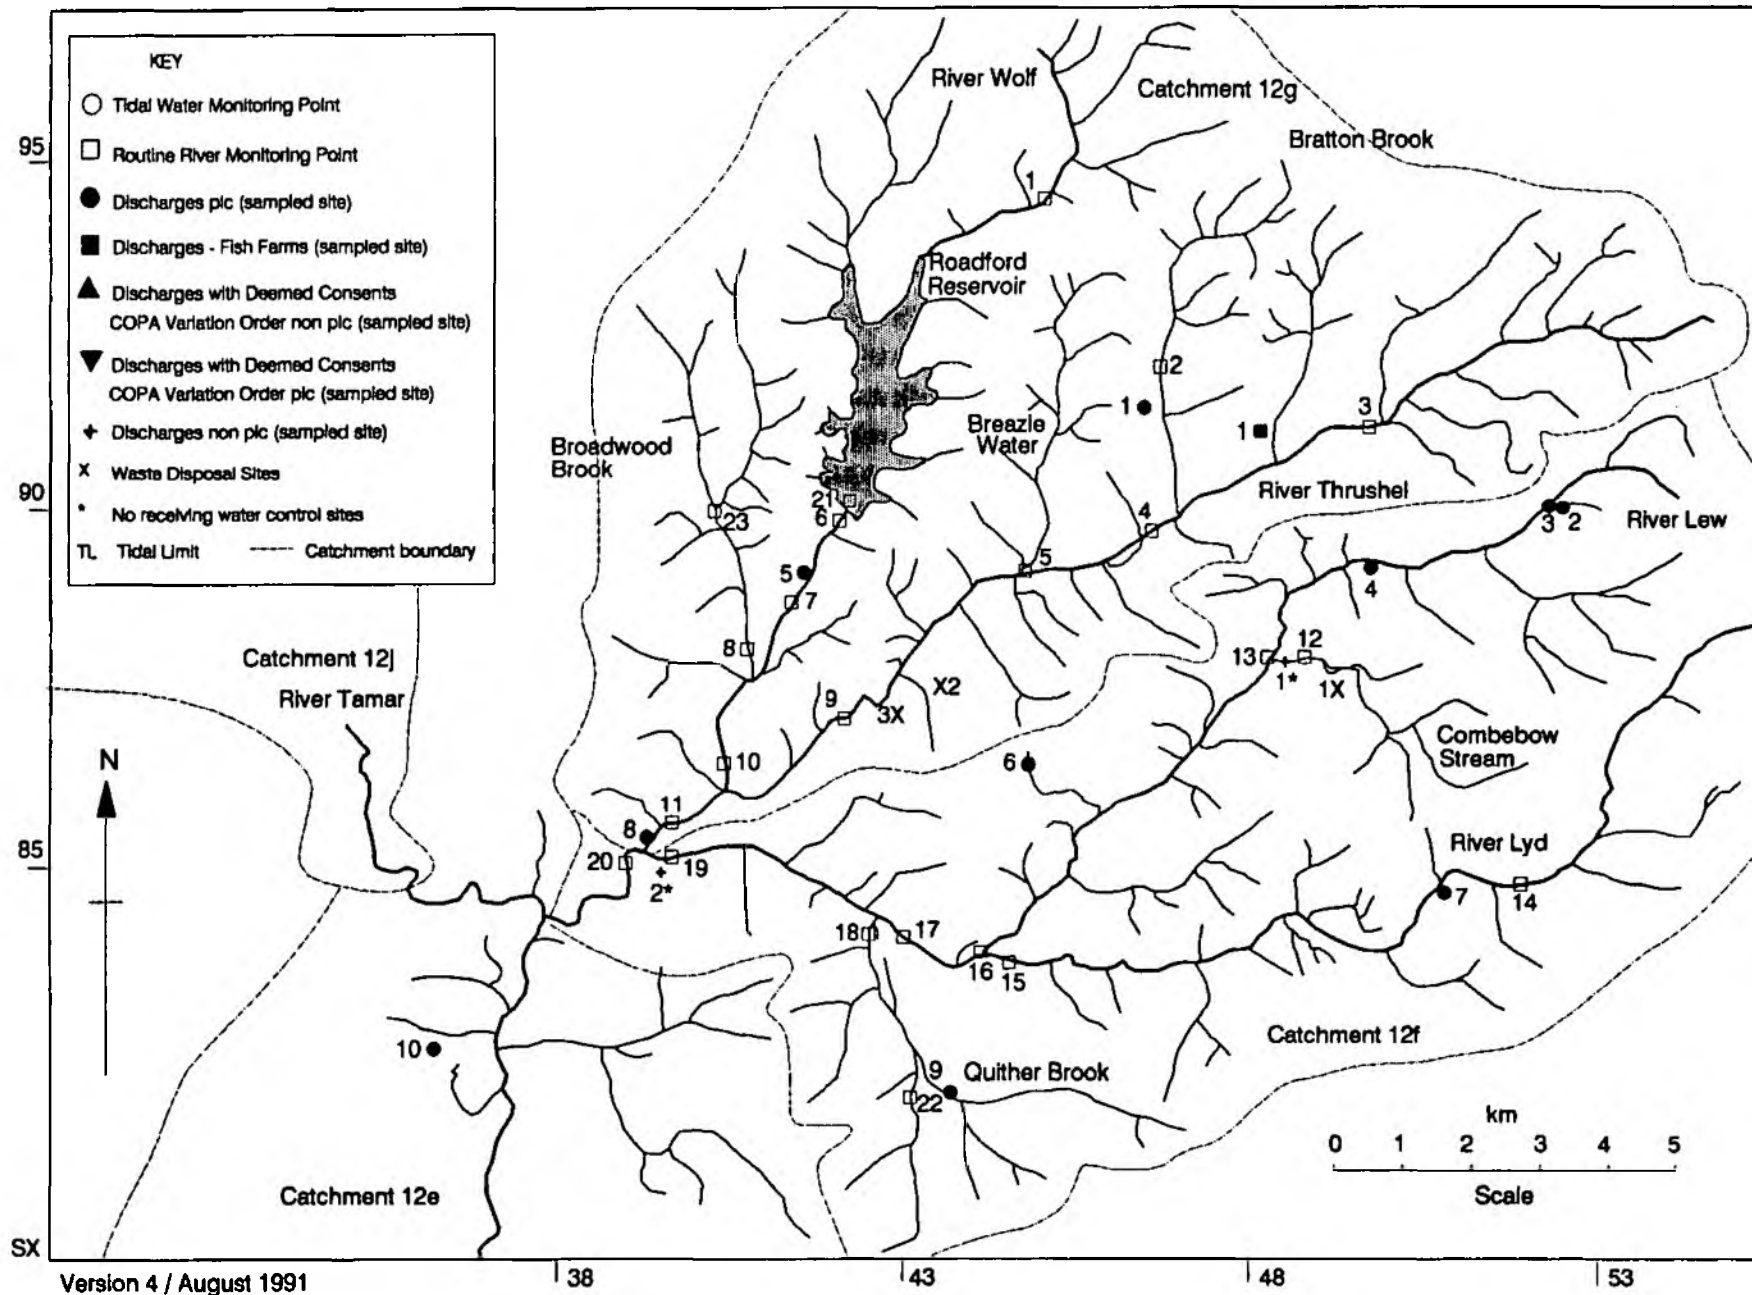 KEY
Tidal Water Monitoring Point
Routine River Monitoring Point
Discharges plc (sampled site)
Discharges - Fish Farms (sampled site)
Discharges with Deemed Consents
COPA Variation Order non plc (sampled site)
Discharges with Deemed Consents
COPA Variation Order plc (sampled site)
Discharges non plc (sampled site)
X Waste Disposal Sites
* No receiving water control sites
TL Tidal Limit
Catchment boundary
95
90
85
SX
River Wolf
Catchment 12g
Bratton Brook
1
Roadford
Reservoir
2
1
1
3
Breazle
Water
Broadwood
Brook
River Thrushel
21
6
23
4
3 2
River Lew
5
5
4
7
8
Catchment 12j
River Tamar
13
12
1*
1X
X2
3X
9
Combebow
Stream
N
10
6
11
8
20
19
2*
River Lyd
7
14
18
17
16
15
Catchment 12f
10
9
Quither Brook
22
km
0 1 2 3 4 5
Scale
Catchment 12e
38
43
48
53
Version 4 / August 1991